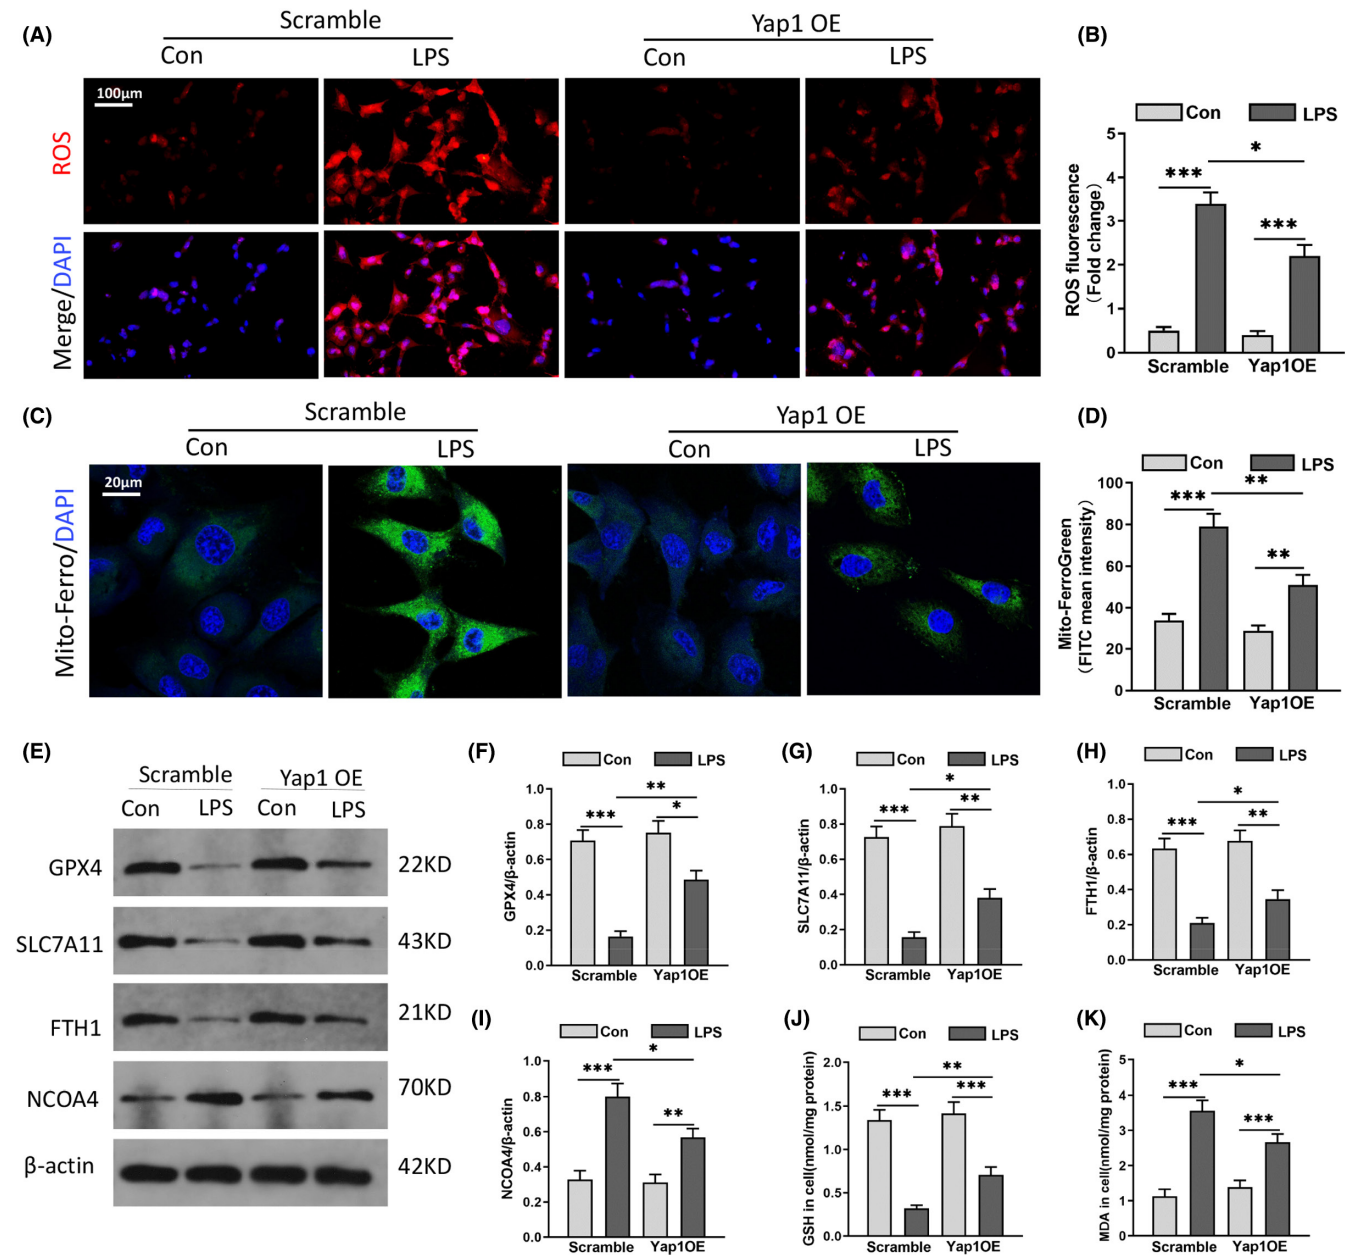 (A)
Scramble
Yap1 OE
Con
LPS
Con
LPS
100μm
ROS
Merge/DAPI
(B)
Con
LPS
ROS fluorescence
(Fold change)
5
4
3
2
1
0
***
*
***
Scramble
Yap1OE
(C)
Scramble
Yap1 OE
Con
LPS
Con
LPS
20μm
Mito-Ferro/DAPI
(D)
Con
LPS
Mito-FerroGreen
(FITC mean intensity)
100
80
60
40
20
0
***
**
**
Scramble
Yap1OE
(E)
Scramble
Yap1 OE
Con
LPS
Con
LPS
GPX4
22KD
SLC7A11
43KD
FTH1
21KD
NCOA4
70KD
β-actin
42KD
(F)
Con
LPS
GPX4/β-actin
1.0
0.8
0.6
0.4
0.2
0.0
***
**
*
Scramble
Yap1OE
(G)
Con
LPS
SLC7A11/β-actin
1.0
0.8
0.6
0.4
0.2
0.0
***
*
**
Scramble
Yap1OE
(H)
Con
LPS
FTH1/β-actin
1.0
0.8
0.6
0.4
0.2
0.0
***
*
**
Scramble
Yap1OE
(I)
Con
LPS
NCOA4/β-actin
1.0
0.8
0.6
0.4
0.2
0.0
***
*
**
Scramble
Yap1OE
(J)
Con
LPS
GSH in cell(nmol/mg protein)
2.0
1.5
1.0
0.5
0.0
***
**
***
Scramble
Yap1OE
(K)
Con
LPS
MDA in cell(nmol/mg protein)
5
4
3
2
1
0
***
*
***
Scramble
Yap1OE